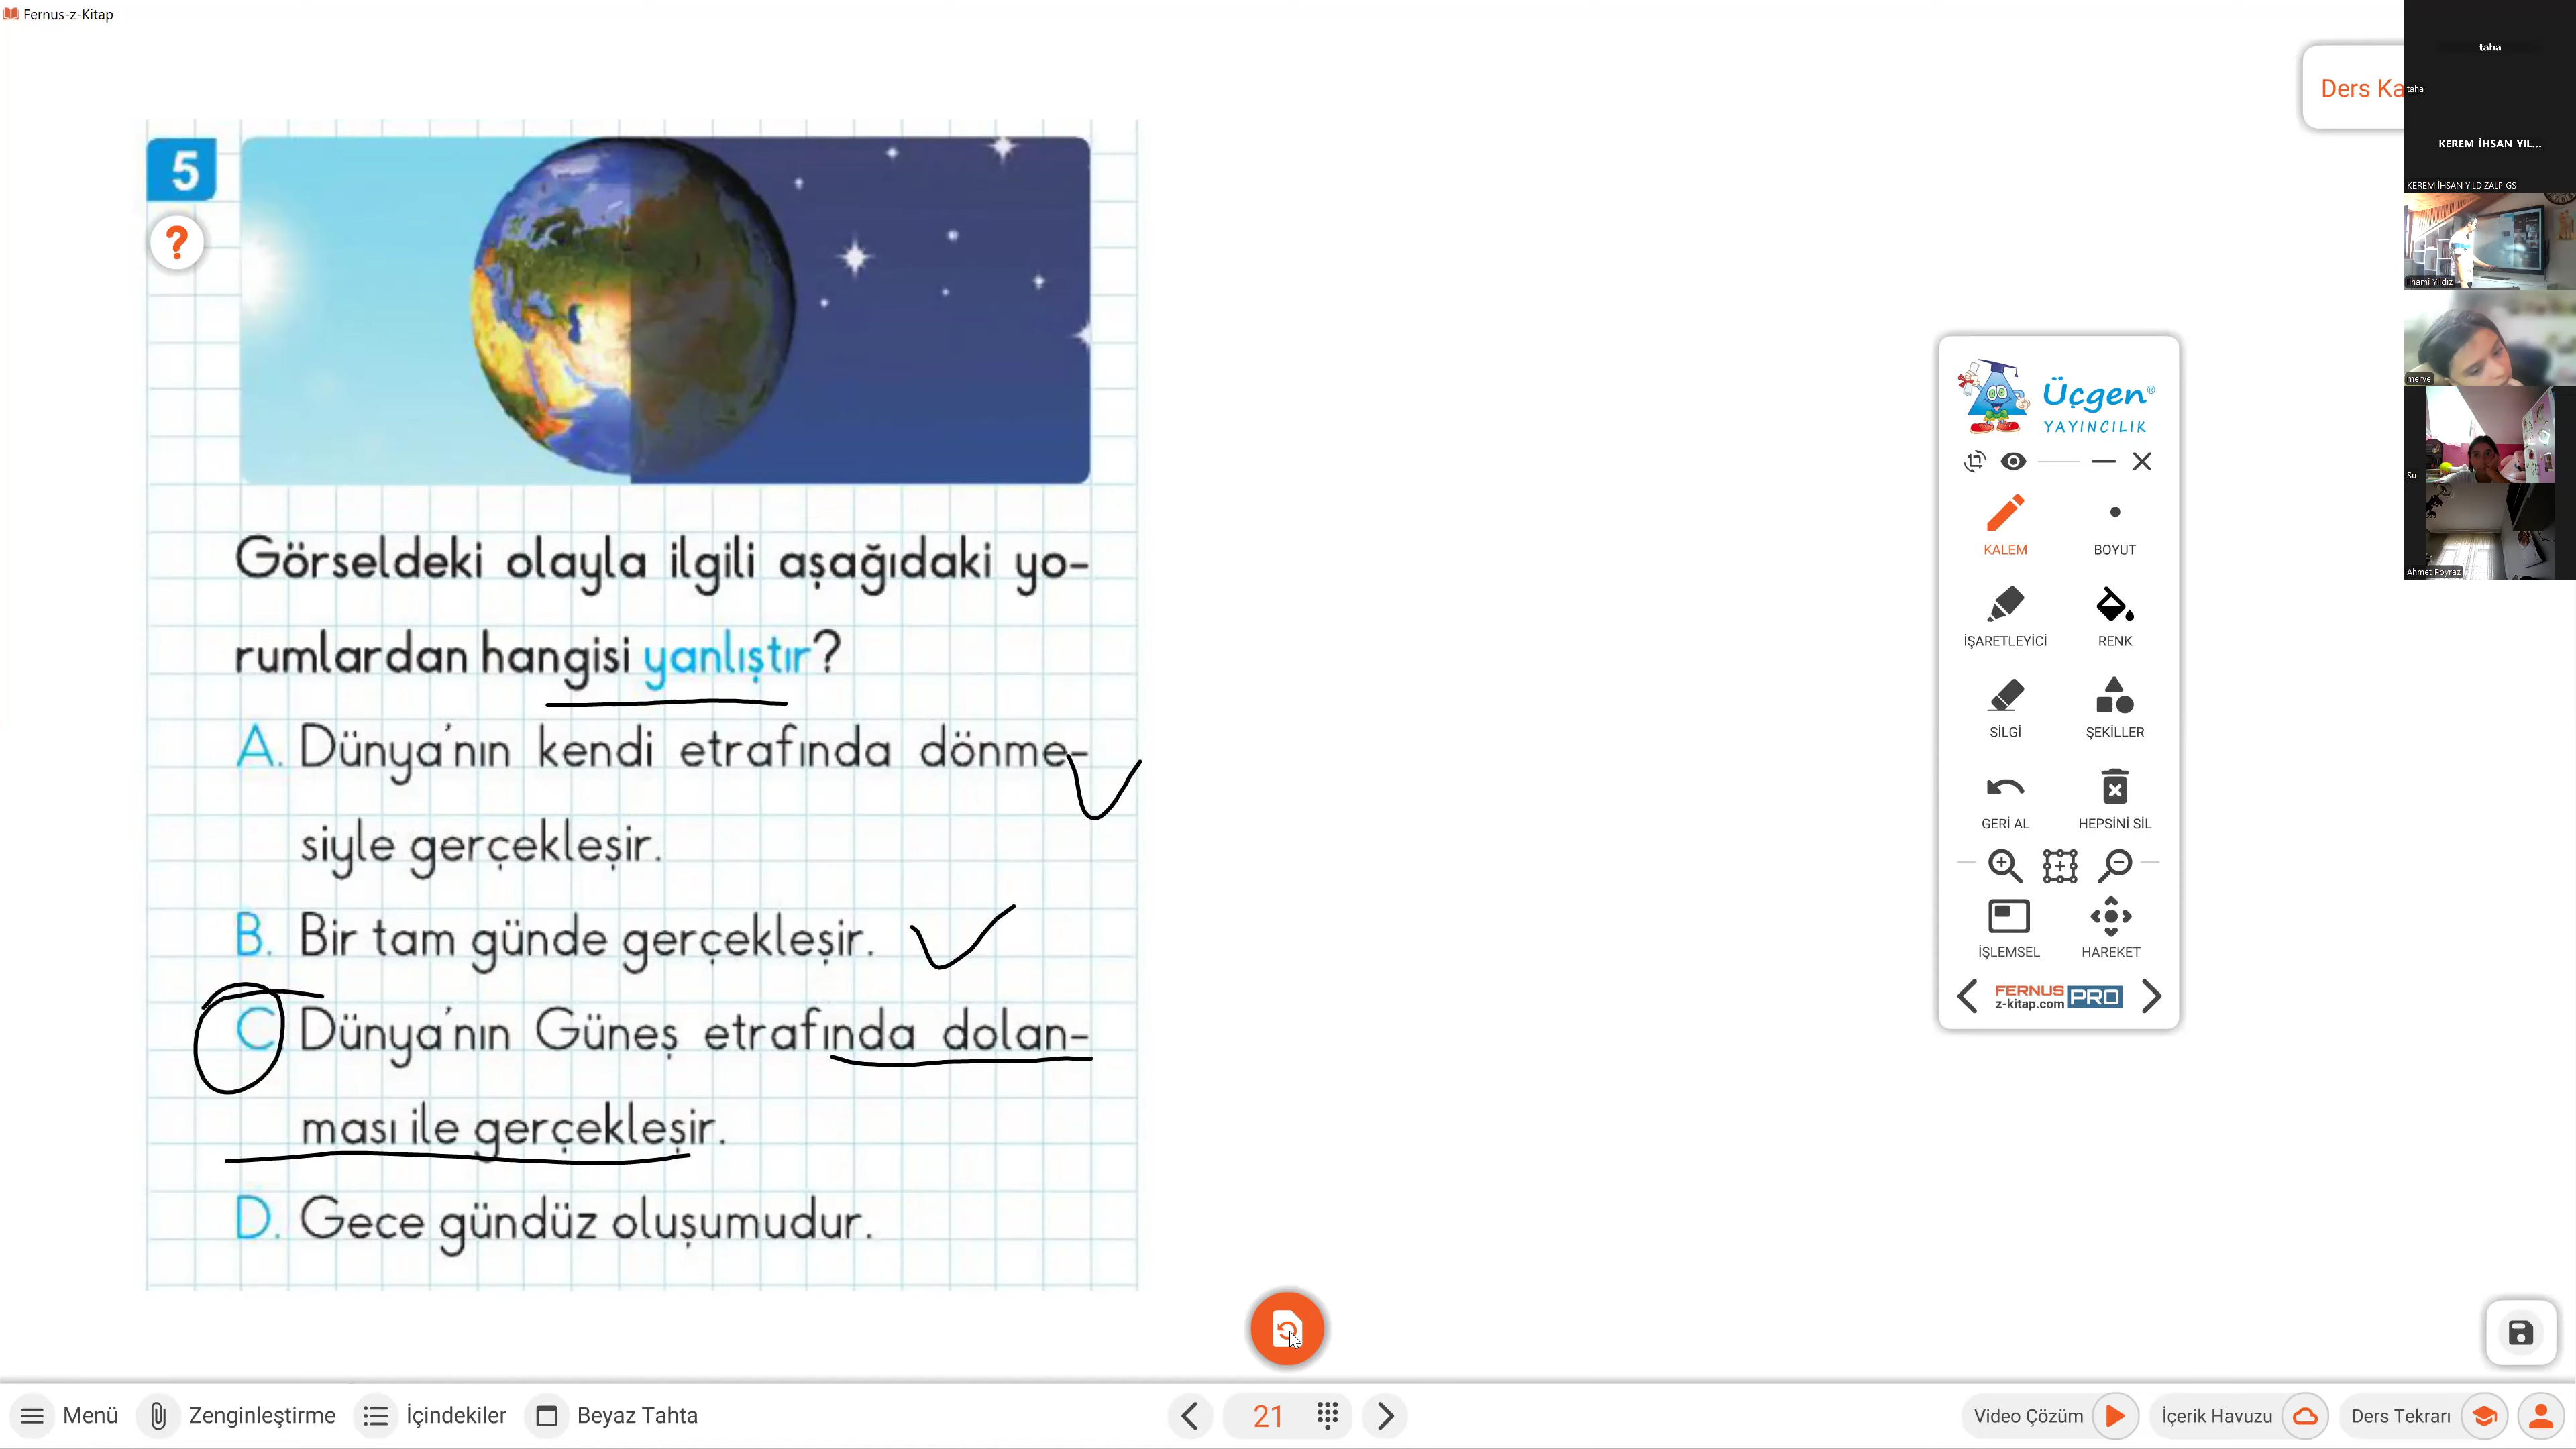 Fernus-z-Kitap
taha
Ders Ka
taha
KEREM İHSAN YIL...
KEREM İHSAN YILDIZALP GS
İlhami Yıldız
merve
Su
Ahmet Poyraz
5
?
Görseldeki olayla ilgili aşağıdaki yo-
rumlardan hangisi yanlıştır?
A. Dünya'nın kendi etrafında dönme-
siyle gerçekleşir.
B. Bir tam günde gerçekleşir.
C Dünya'nın Güneş etrafında dolan-
ması ile gerçekleşir.
D. Gece gündüz oluşumudur.
Üçgen®
YAYINCILIK
KALEM BOYUT
İŞARETLEYİCİ RENK
SİLGİ ŞEKİLLER
GERİ AL HEPSİNİ SİL
İŞLEMSEL HAREKET
FERNUS PRO
z-kitap.com
Menü Zenginleştirme İçindekiler Beyaz Tahta 21 Video Çözüm İçerik Havuzu Ders Tekrarı